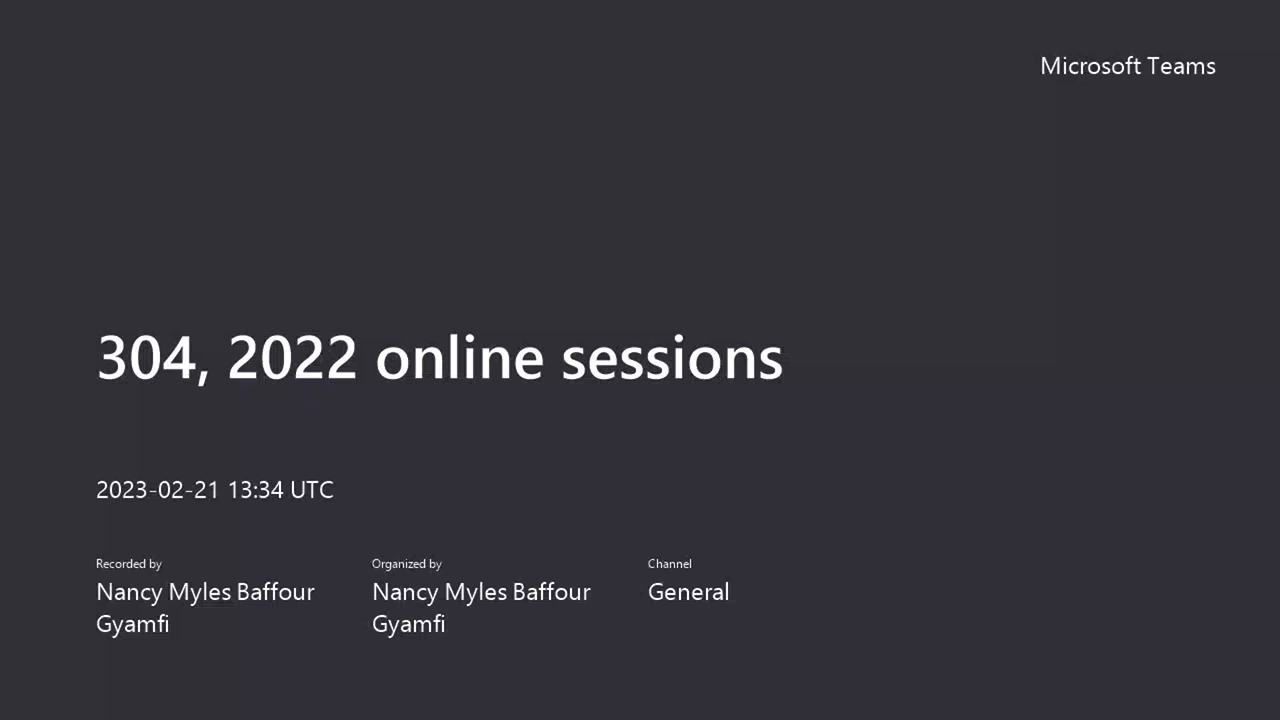 Microsoft Teams
304, 2022 online sessions
2023-02-21 13:34 UTC
Recorded by
Nancy Myles Baffour
Gyamfi
Organized by
Nancy Myles Baffour
Gyamfi
Channel
General